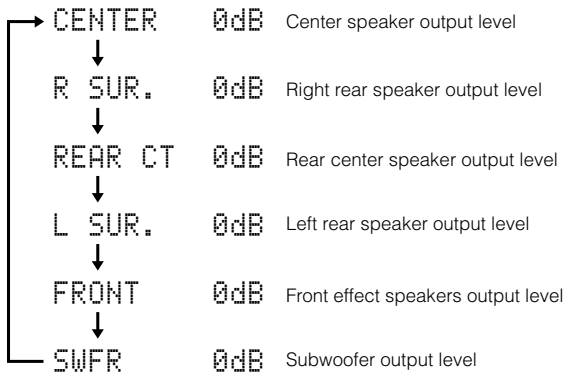 CENTER 0dB Center speaker output level
R SUR. 0dB Right rear speaker output level
REAR CT 0dB Rear center speaker output level
L SUR. 0dB Left rear speaker output level
FRONT 0dB Front effect speakers output level
SWFR 0dB Subwoofer output level